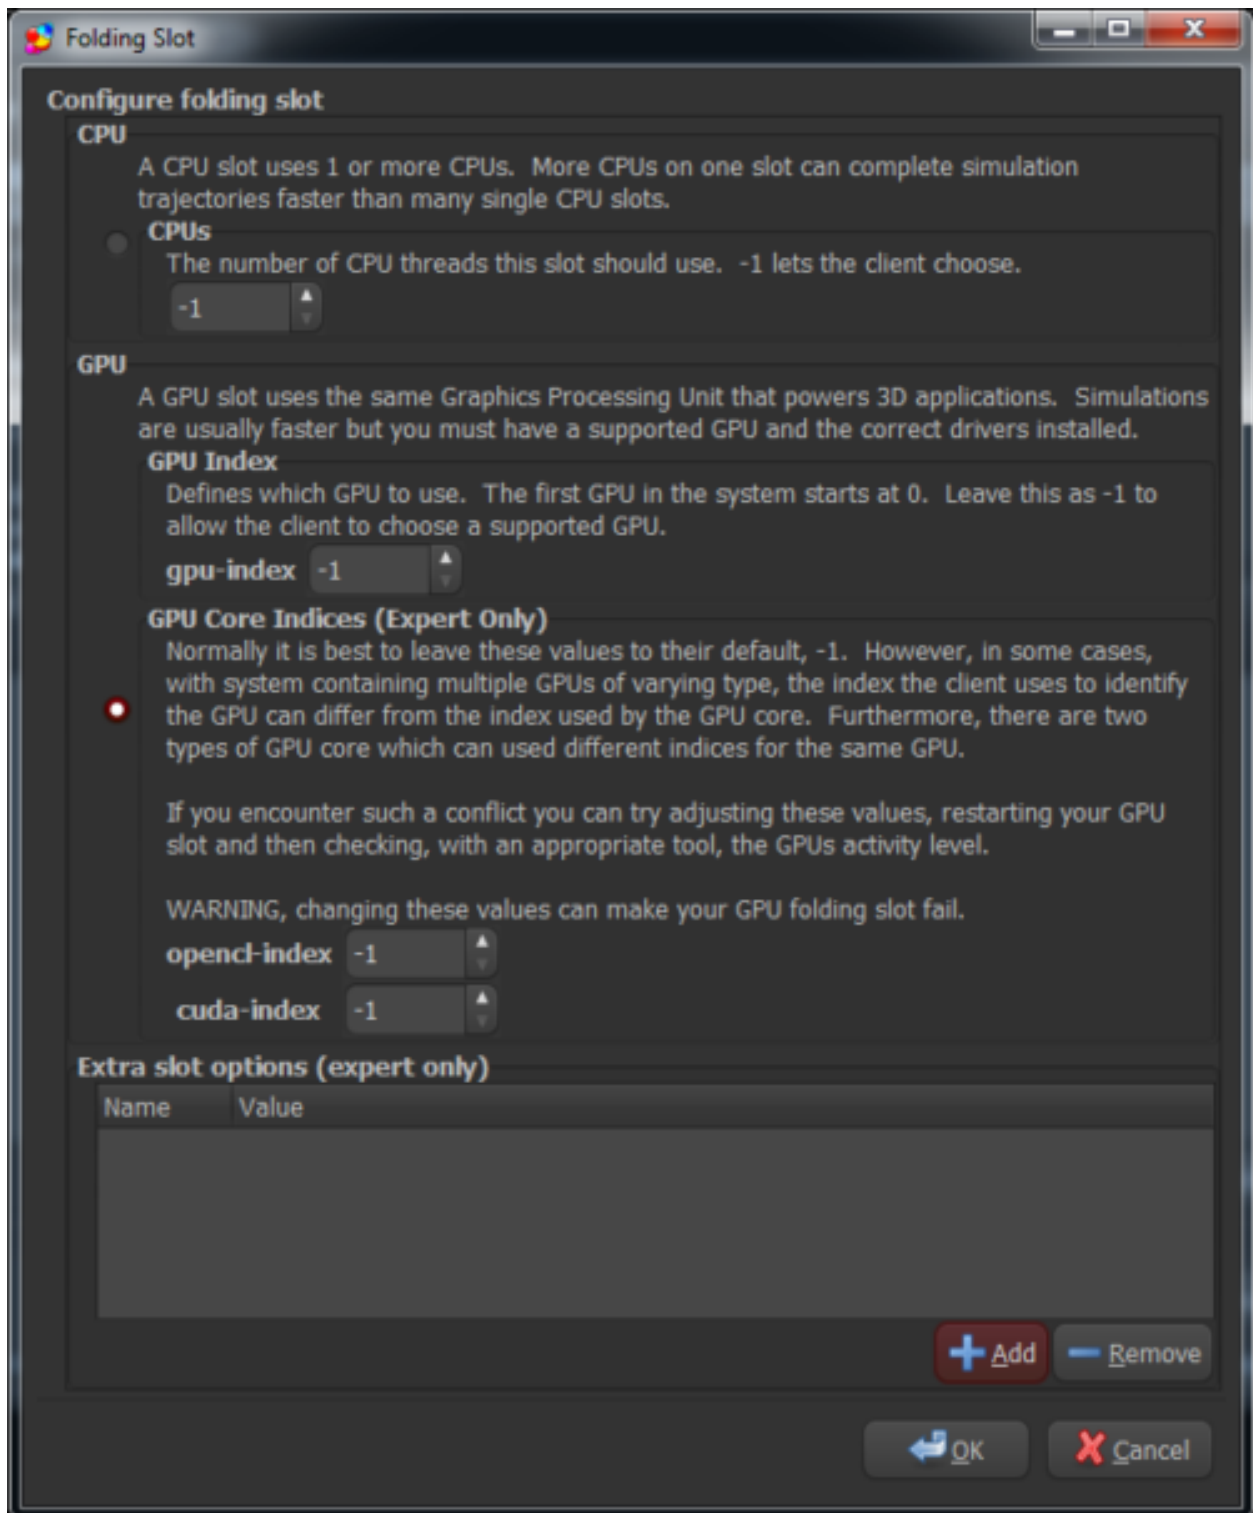 Folding Slot
Configure folding slot
CPU
A CPU slot uses 1 or more CPUs.  More CPUs on one slot can complete simulation
trajectories faster than many single CPU slots.
CPUs
The number of CPU threads this slot should use.  -1 lets the client choose.
-1
GPU
A GPU slot uses the same Graphics Processing Unit that powers 3D applications.  Simulations
are usually faster but you must have a supported GPU and the correct drivers installed.
GPU Index
Defines which GPU to use.  The first GPU in the system starts at 0.  Leave this as -1 to
allow the client to choose a supported GPU.
gpu-index -1
GPU Core Indices (Expert Only)
Normally it is best to leave these values to their default, -1.  However, in some cases,
with system containing multiple GPUs of varying type, the index the client uses to identify
the GPU can differ from the index used by the GPU core.  Furthermore, there are two
types of GPU core which can used different indices for the same GPU.
If you encounter such a conflict you can try adjusting these values, restarting your GPU
slot and then checking, with an appropriate tool, the GPUs activity level.
WARNING, changing these values can make your GPU folding slot fail.
opencl-index -1
cuda-index -1
Extra slot options (expert only)
Name Value
Add Remove
OK Cancel